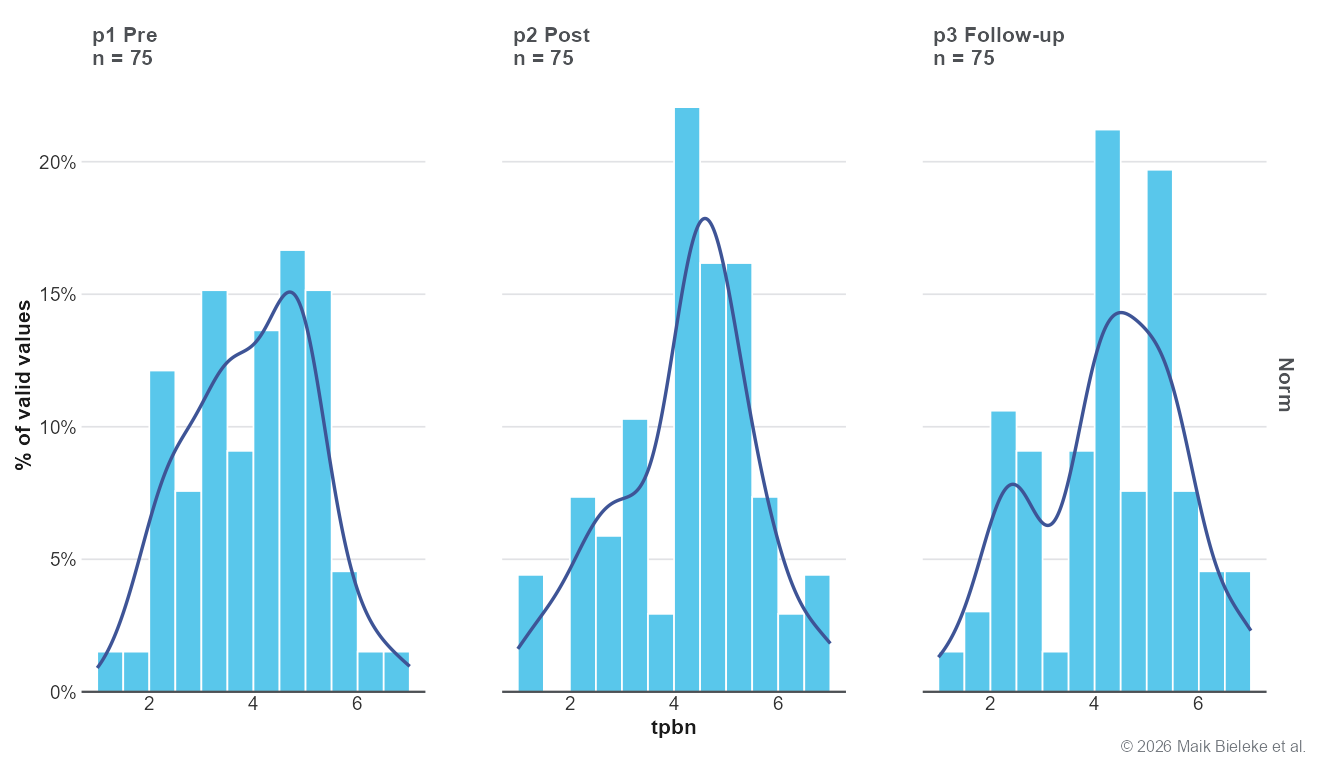 p1 Pre
n = 75
p2 Post
n = 75
p3 Follow-up
n = 75
20%
15%
10%
5%
0%
% of valid values
Norm
2 4 6
2 4 6
2 4 6
tpbn
© 2026 Maik Bieleke et al.